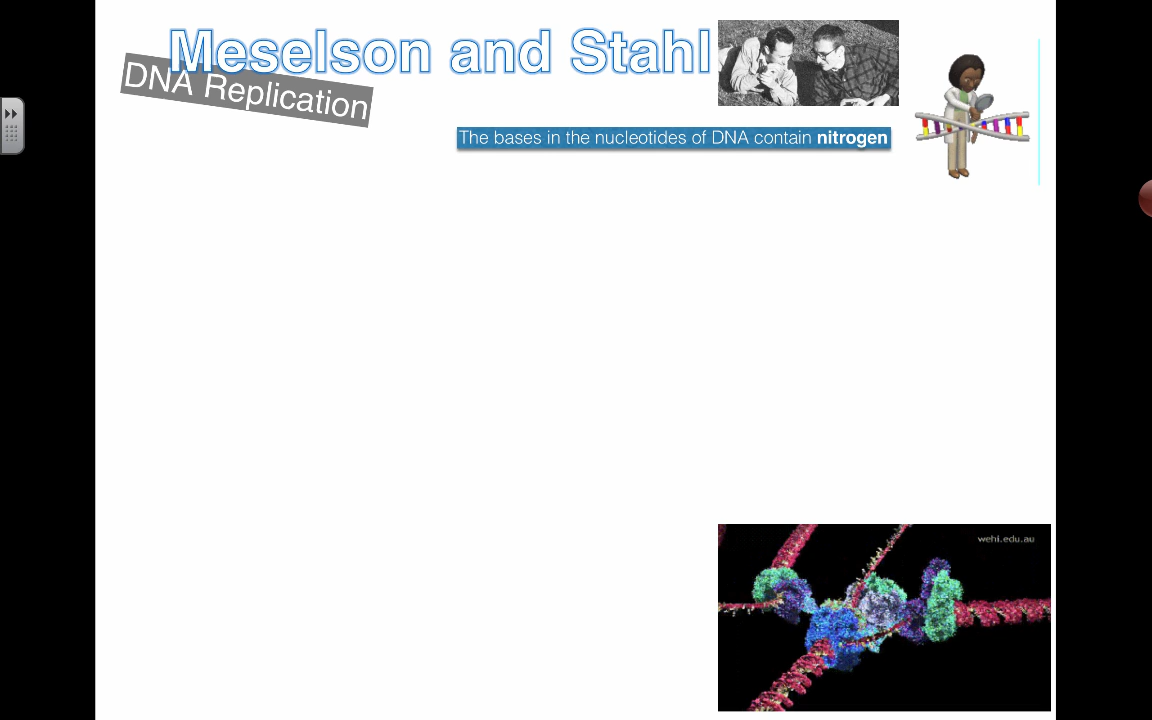 Meselson and Stahl
DNA Replication
The bases in the nucleotides of DNA contain nitrogen
wehi.edu.au